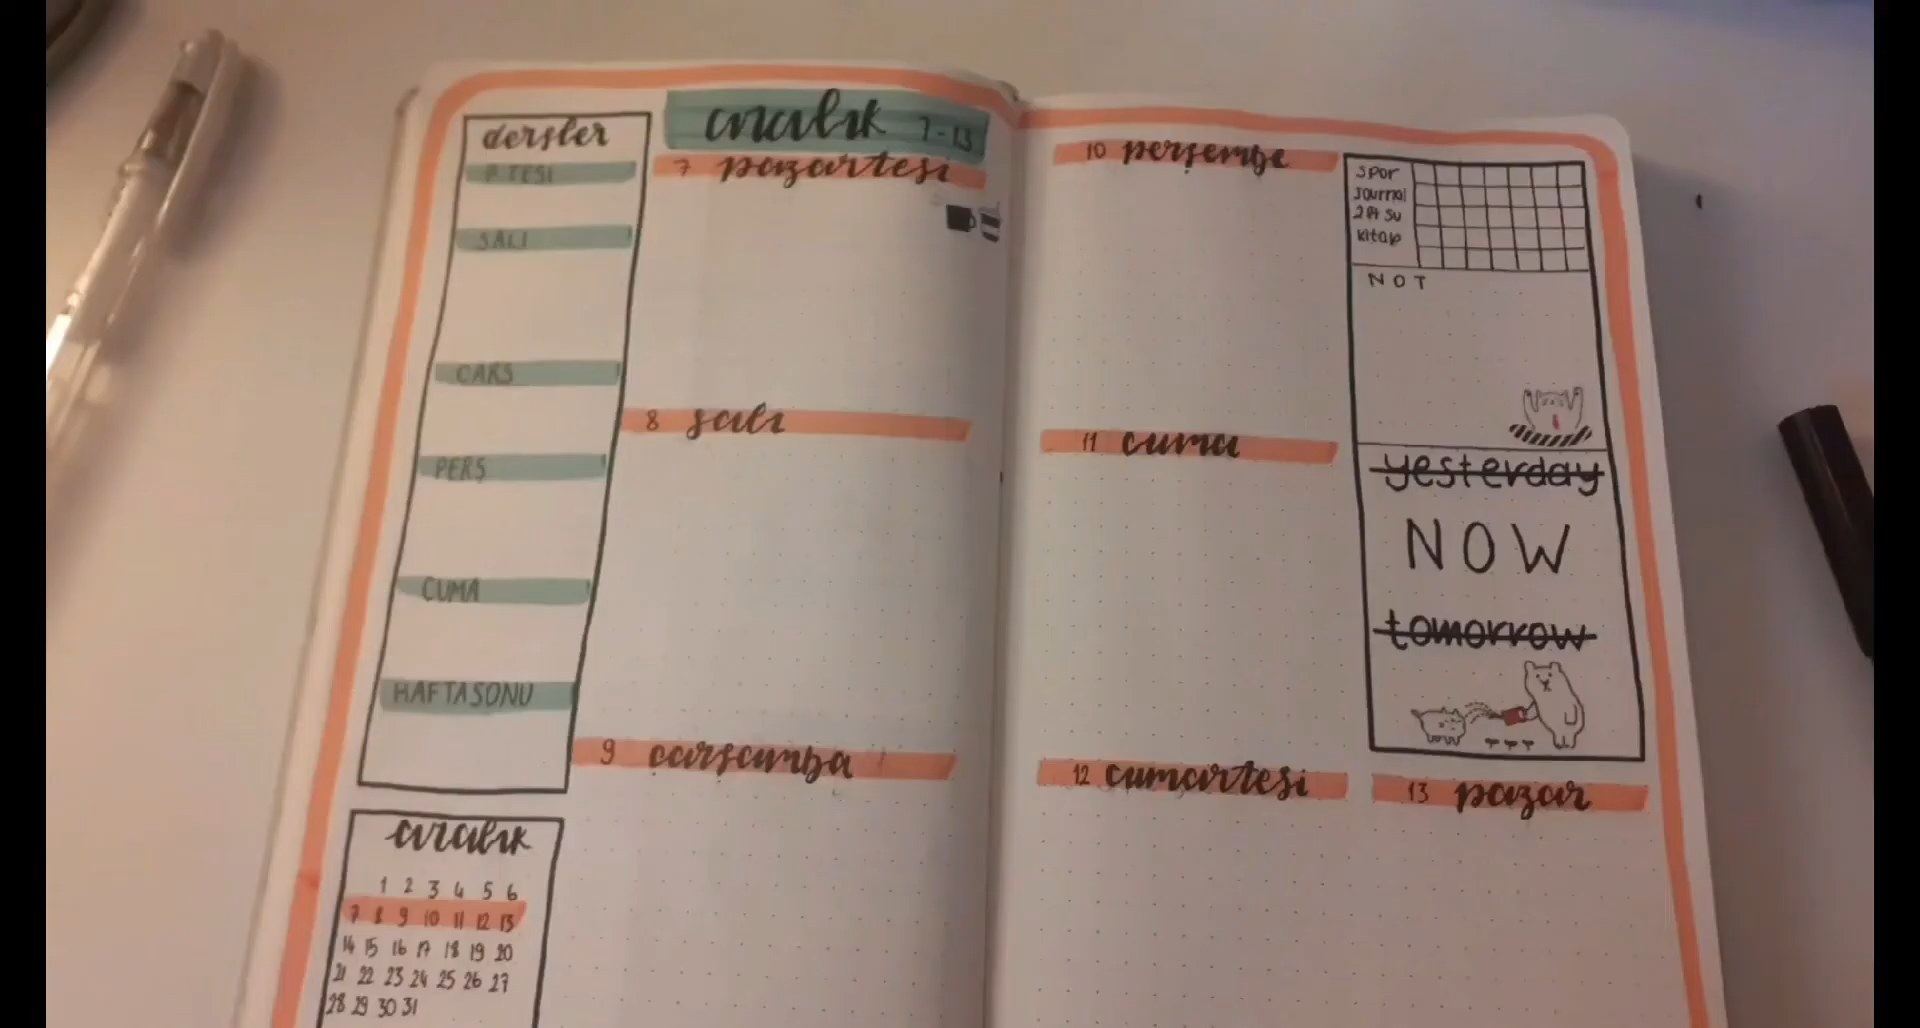 dersler
P.TESİ
SALI
ÇARŞ
PERŞ
CUMA
HAFTASONU
aralık
1 2 3 4 5 6
7 8 9 10 11 12 13
14 15 16 17 18 19 20
21 22 23 24 25 26 27
28 29 30 31
aralık 7-13
7 pazartesi
8 salı
9 çarşamba
10 perşembe
11 cuma
12 cumartesi
13 pazar
spor
journal
2 lt su
kitap
NOT
yesterday
NOW
tomorrow